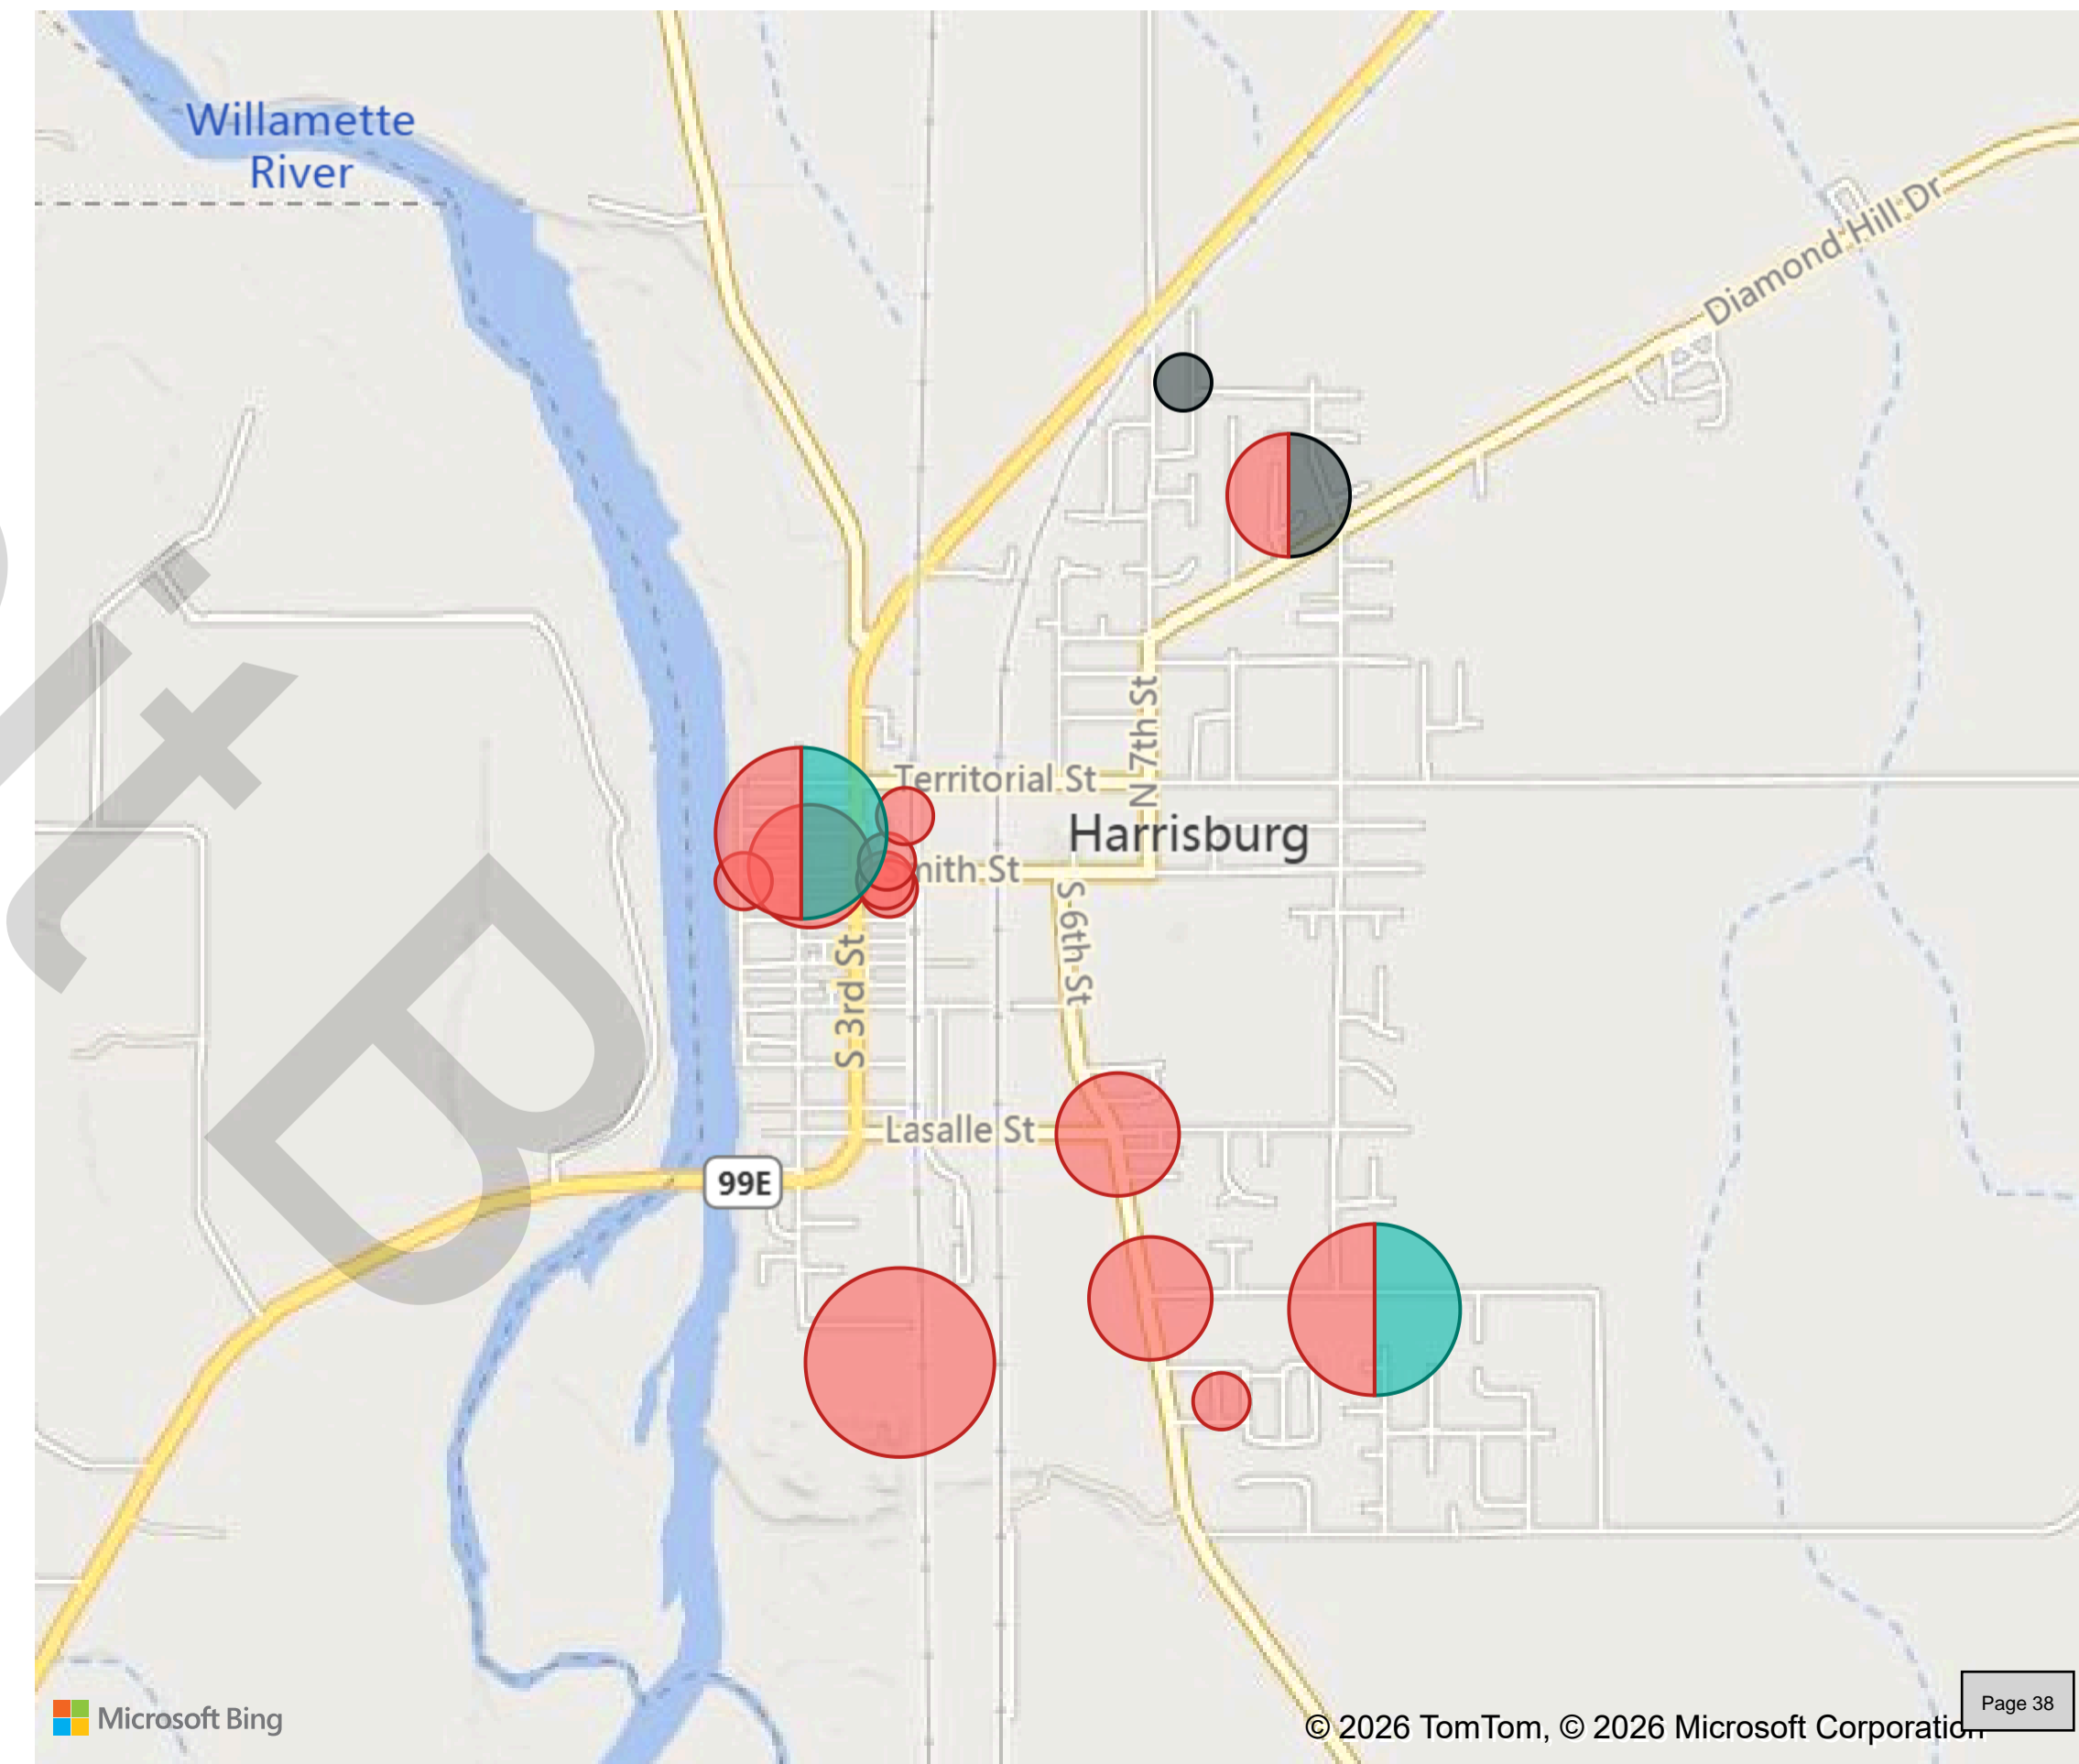 Willamette
River
Diamond Hill Dr
N 7th St
Territorial St
Harrisburg
mith St
S 6th St
S 3rd St
Lasalle St
99E
Microsoft Bing
Page 38
© 2026 TomTom, © 2026 Microsoft Corporation